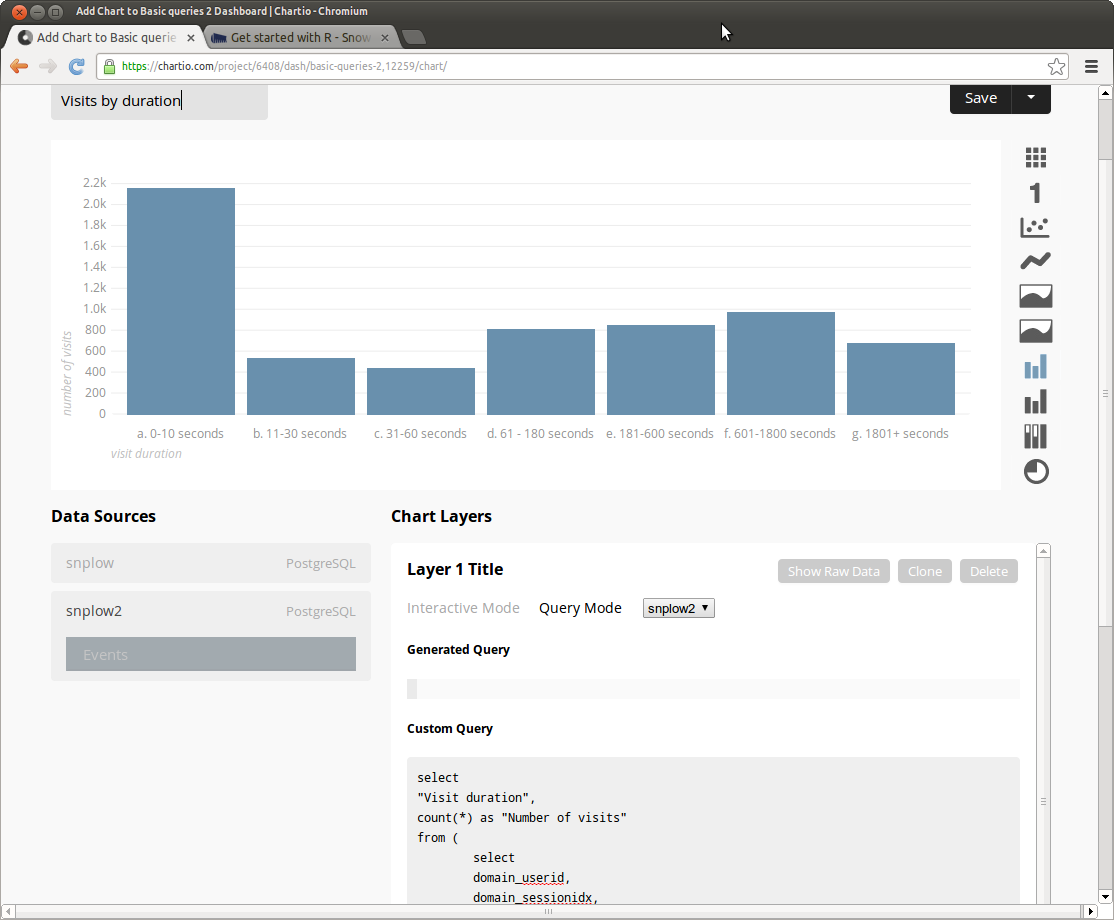 Add Chart to Basic queries 2 Dashboard | Chartio - Chromium
Add Chart to Basic querie
Get started with R - Snow
https://chartio.com/project/6408/dash/basic-queries-2,12259/chart/
Visits by duration
Save
1
2.2k
2.0k
1.8k
1.6k
1.4k
1.2k
1.0k
800
600
400
200
0
number of visits
a. 0-10 seconds b. 11-30 seconds c. 31-60 seconds d. 61 - 180 seconds e. 181-600 seconds f. 601-1800 seconds g. 1801+ seconds
visit duration
Data Sources
snplow PostgreSQL
snplow2 PostgreSQL
Events
Chart Layers
Layer 1 Title
Show Raw Data Clone Delete
Interactive Mode Query Mode snplow2
Generated Query
Custom Query
select
"Visit duration",
count(*) as "Number of visits"
from (
select
domain_userid,
domain_sessionidx,